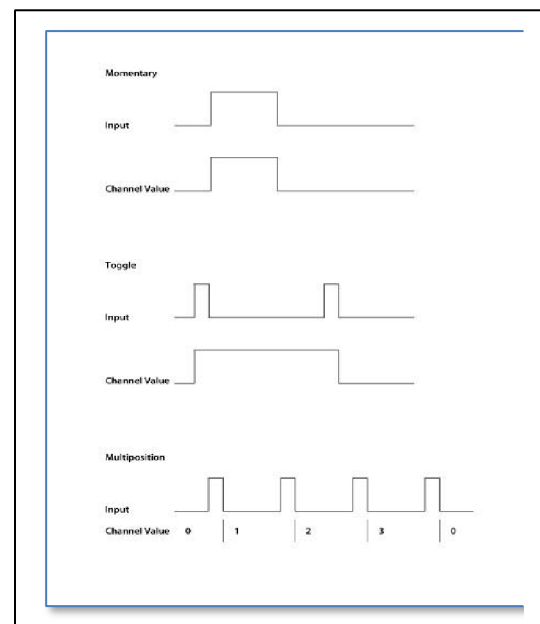 Momentary
Input
Channel Value
Toggle
Input
Channel Value
Multiposition
Input
Channel Value 0 1 2 3 0